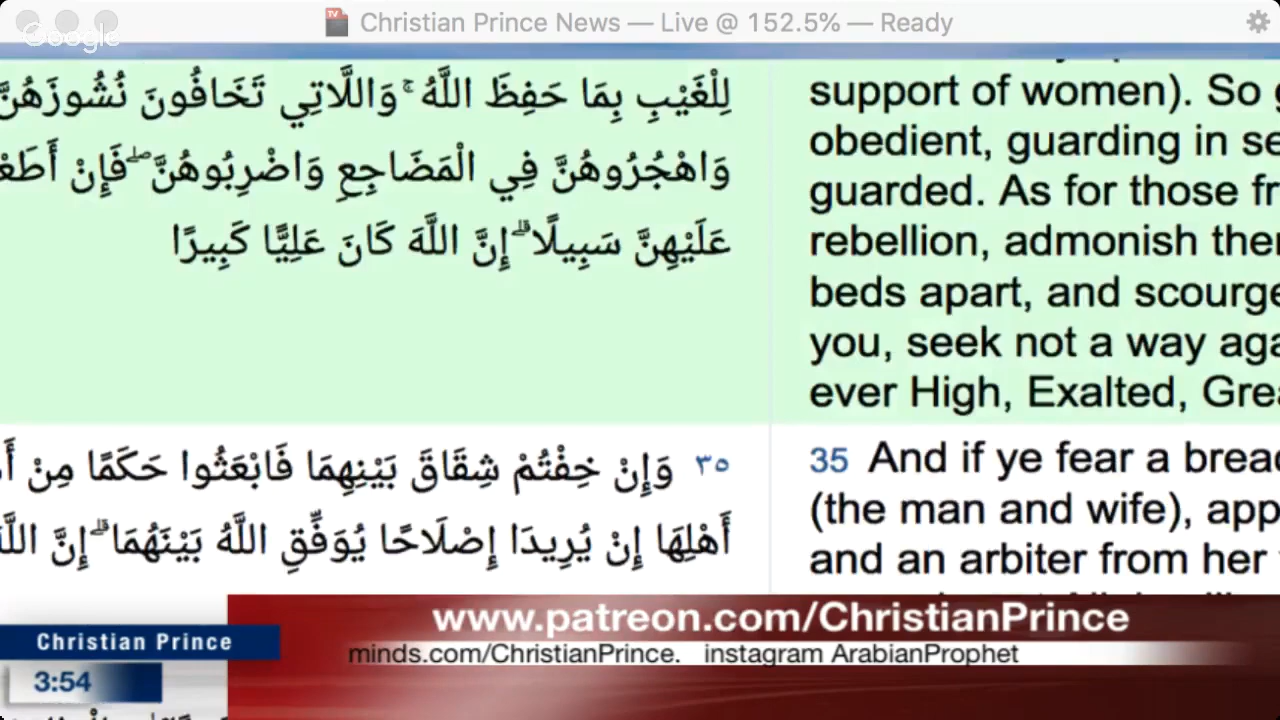 Christian Prince News — Live @ 152.5% — Ready
Google
لِلْغَيْبِ بِمَا حَفِظَ اللَّهُ ۚ وَاللَّاتِي تَخَافُونَ نُشُوزَهُنَّ
وَاهْجُرُوهُنَّ فِي الْمَضَاجِعِ وَاضْرِبُوهُنَّ ۖ فَإِنْ
عَلَيْهِنَّ سَبِيلًا ۗ إِنَّ اللَّهَ كَانَ عَلِيًّا كَبِيرًا
٣٥ وَإِنْ خِفْتُمْ شِقَاقَ بَيْنِهِمَا فَابْعَثُوا حَكَمًا مِنْ
أَهْلِهَا إِنْ يُرِيدَا إِصْلَاحًا يُوَفِّقِ اللَّهُ بَيْنَهُمَا ۗ إِنَّ
support of women). So
obedient, guarding in
guarded. As for those
rebellion, admonish
beds apart, and
you, seek not a way
ever High, Exalted,
35 And if ye fear a
(the man and wife),
and an arbiter from her
www.patreon.com/ChristianPrince
Christian Prince
minds.com/ChristianPrince. instagram ArabianProphet
3:54